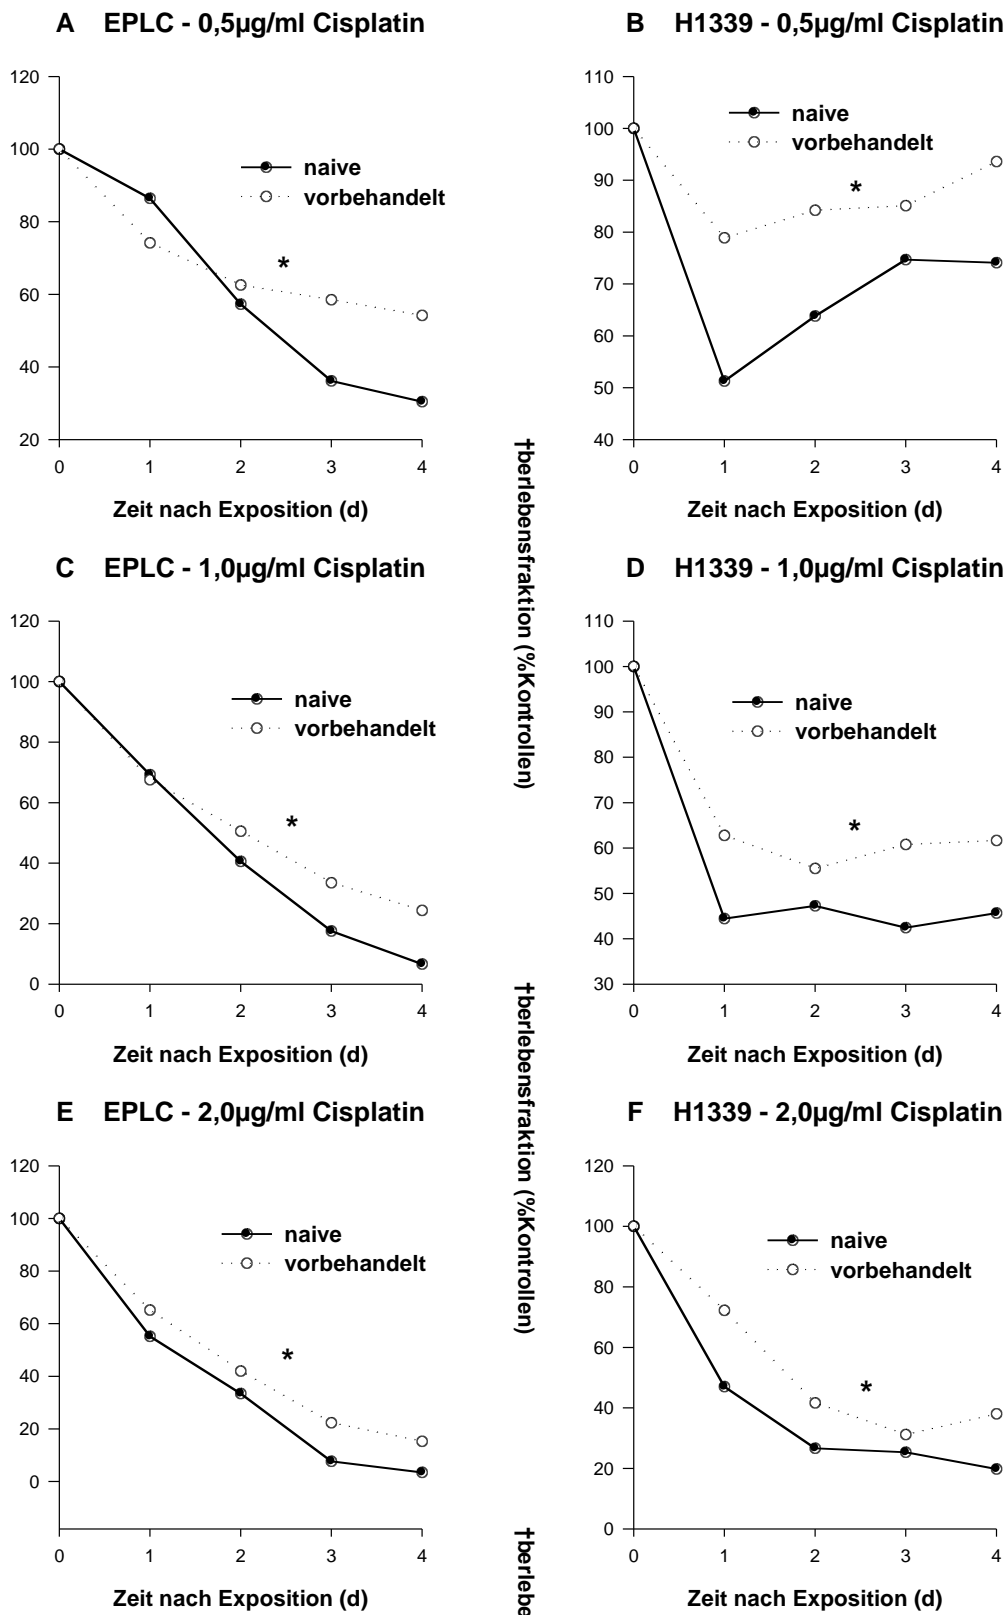 A EPLC - 0,5µg/ml Cisplatin
120
100
80
60
40
20
0 1 2 3 4
naive
vorbehandelt
*
Zeit nach Exposition (d)
B H1339 - 0,5µg/ml Cisplatin
110
100
90
80
70
60
50
40
0 1 2 3 4
naive
vorbehandelt
*
Zeit nach Exposition (d)
†berlebensfraktion (%Kontrollen)
C EPLC - 1,0µg/ml Cisplatin
120
100
80
60
40
20
0
0 1 2 3 4
naive
vorbehandelt
*
Zeit nach Exposition (d)
D H1339 - 1,0µg/ml Cisplatin
110
100
90
80
70
60
50
40
30
0 1 2 3 4
naive
vorbehandelt
*
Zeit nach Exposition (d)
†berlebensfraktion (%Kontrollen)
E EPLC - 2,0µg/ml Cisplatin
120
100
80
60
40
20
0
0 1 2 3 4
naive
vorbehandelt
*
Zeit nach Exposition (d)
F H1339 - 2,0µg/ml Cisplatin
120
100
80
60
40
20
0
0 1 2 3 4
naive
vorbehandelt
*
Zeit nach Exposition (d)
†berlebe